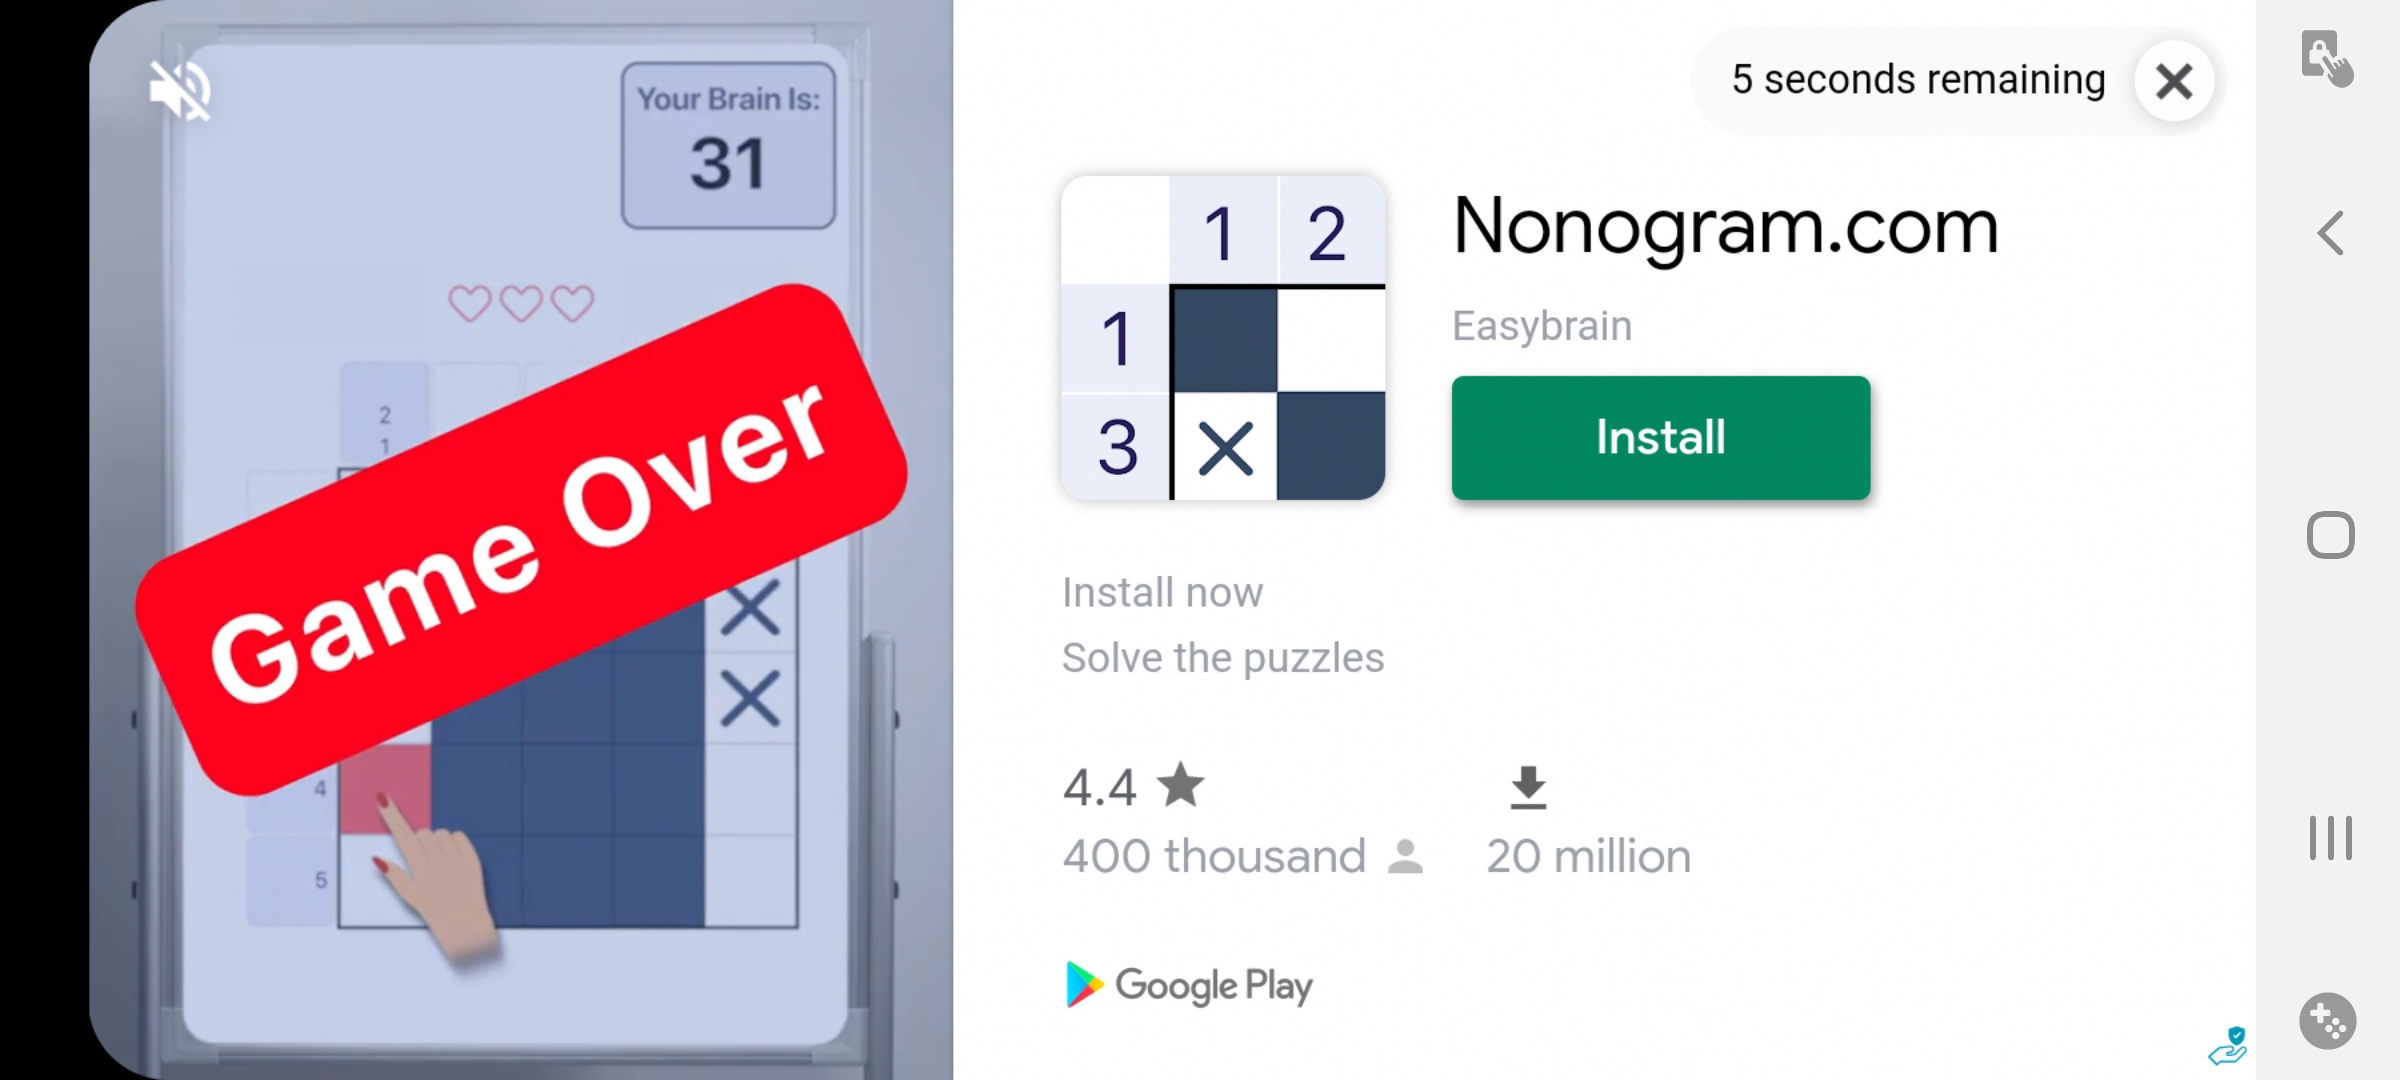 Your Brain Is:
31
2
1
Game Over
4
5
5 seconds remaining
1 2
1
3
Nonogram.com
Easybrain
Install
Install now
Solve the puzzles
4.4
400 thousand
20 million
Google Play